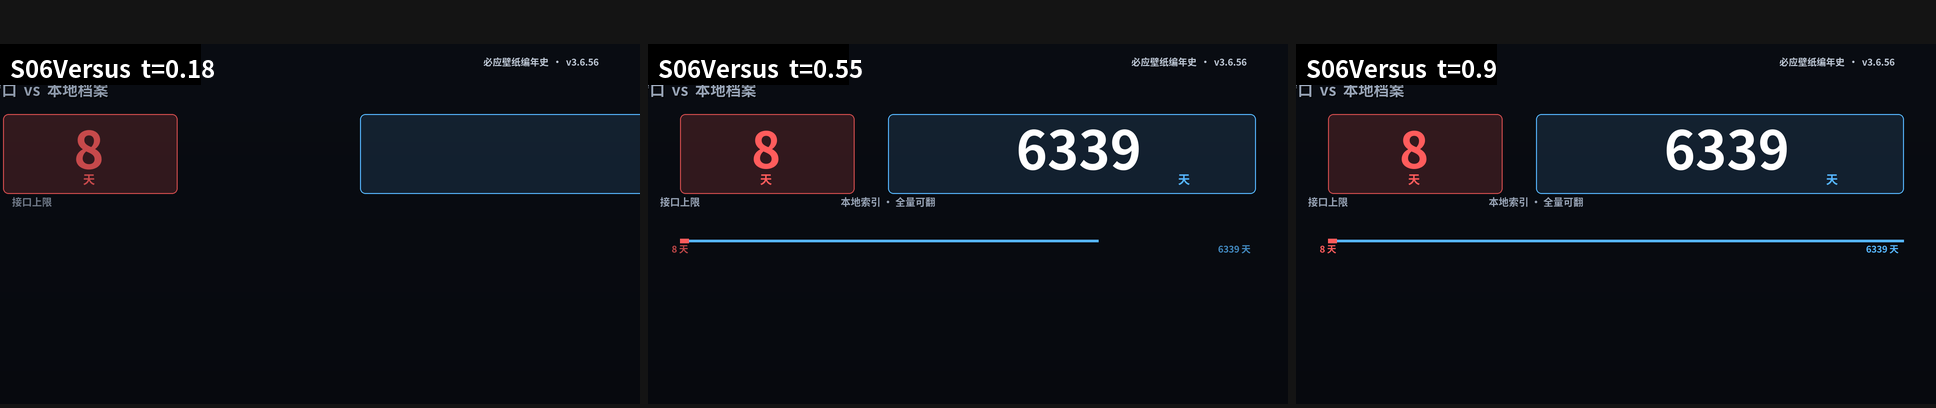 S06Versus t=0.18
必应壁纸编年史 · v3.6.56
口 vs 本地档案
8
天
接口上限
S06Versus t=0.55
必应壁纸编年史 · v3.6.56
口 vs 本地档案
8
天
6339
天
接口上限
本地索引 · 全量可翻
8 天
6339 天
S06Versus t=0.9
必应壁纸编年史 · v3.6.56
口 vs 本地档案
8
天
6339
天
接口上限
本地索引 · 全量可翻
8 天
6339 天